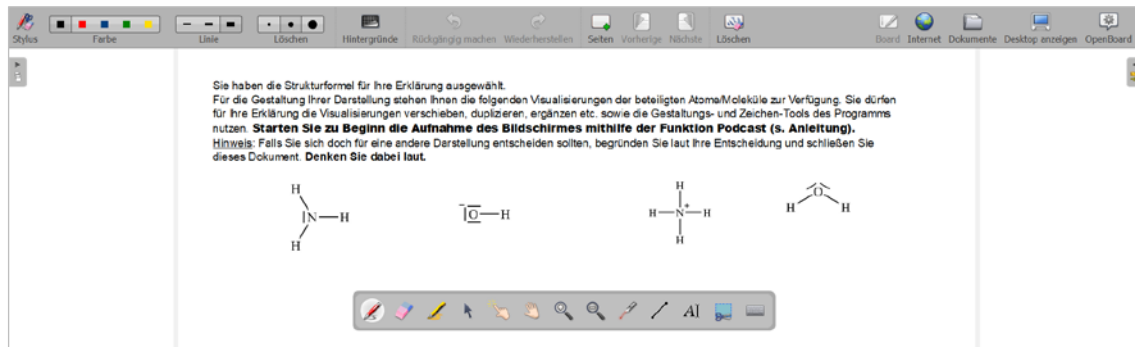 Stylus Farbe Linie Löschen Hintergründe Rückgängig machen Wiederherstellen Seiten Vorherige Nächste Löschen Board Internet Dokumente Desktop anzeigen OpenBoard
Sie haben die Strukturformel für Ihre Erklärung ausgewählt.
Für die Gestaltung Ihrer Darstellung stehen Ihnen die folgenden Visualisierungen der beteiligten Atome/Moleküle zur Verfügung. Sie dürfen
für Ihre Erklärung die Visualisierungen verschieben, duplizieren, ergänzen etc. sowie die Gestaltungs- und Zeichen-Tools des Programms
nutzen. Starten Sie zu Beginn die Aufnahme des Bildschirmes mithilfe der Funktion Podcast (s. Anleitung).
Hinweis: Falls Sie sich doch für eine andere Darstellung entscheiden sollten, begründen Sie laut Ihre Entscheidung und schließen Sie
dieses Dokument. Denken Sie dabei laut.
H H
N H O H H N + H O
H H H H
AI